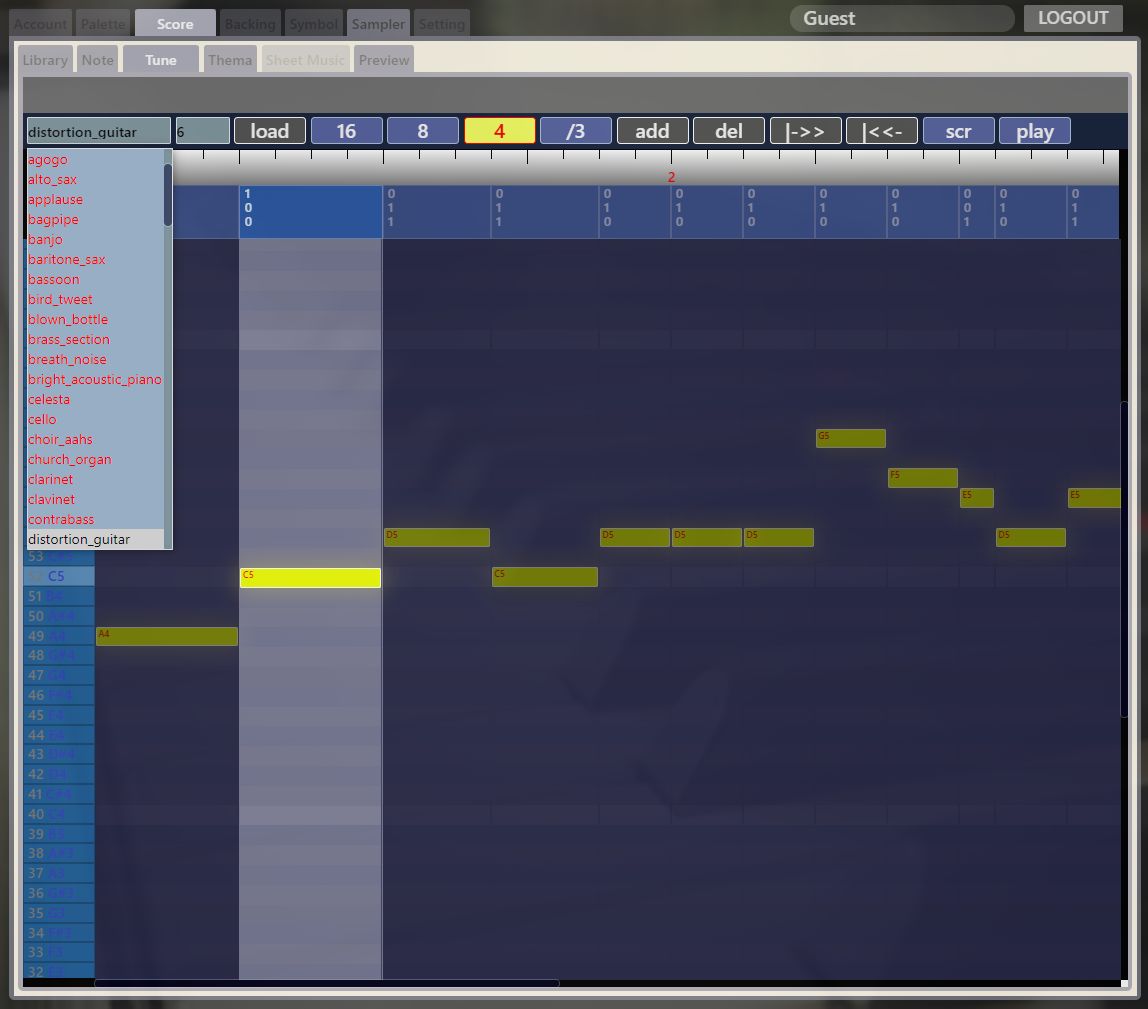 Account Palette Score Backing Symbol Sampler Setting Guest LOGOUT
Library Note Tune Thema Sheet Music Preview
distortion_guitar 6 load 16 8 4 /3 add del |->> |<<- scr play
agogo
alto_sax
applause
bagpipe
banjo
baritone_sax
bassoon
bird_tweet
blown_bottle
brass_section
breath_noise
bright_acoustic_piano
celesta
cello
choir_aahs
church_organ
clarinet
clavinet
contrabass
distortion_guitar
2
1 0 0 0 0 0 0 0 0 0 0
0 1 1 1 1 1 1 1 0 1 1
0 1 1 0 0 0 0 0 1 0 1
G5
F5
E5 E5
D5 D5 D5 D5 D5
53
C5 C5 C5
51 B4
50 A#4
49 A4 A4
48 G#4
47 G4
46 F#4
45
44
43 D#4
42 D4
41 C#4
40 C4
39
38 A#3
37 A3
36 G#3
35 G3
34 F#3
33 F3
32 E3